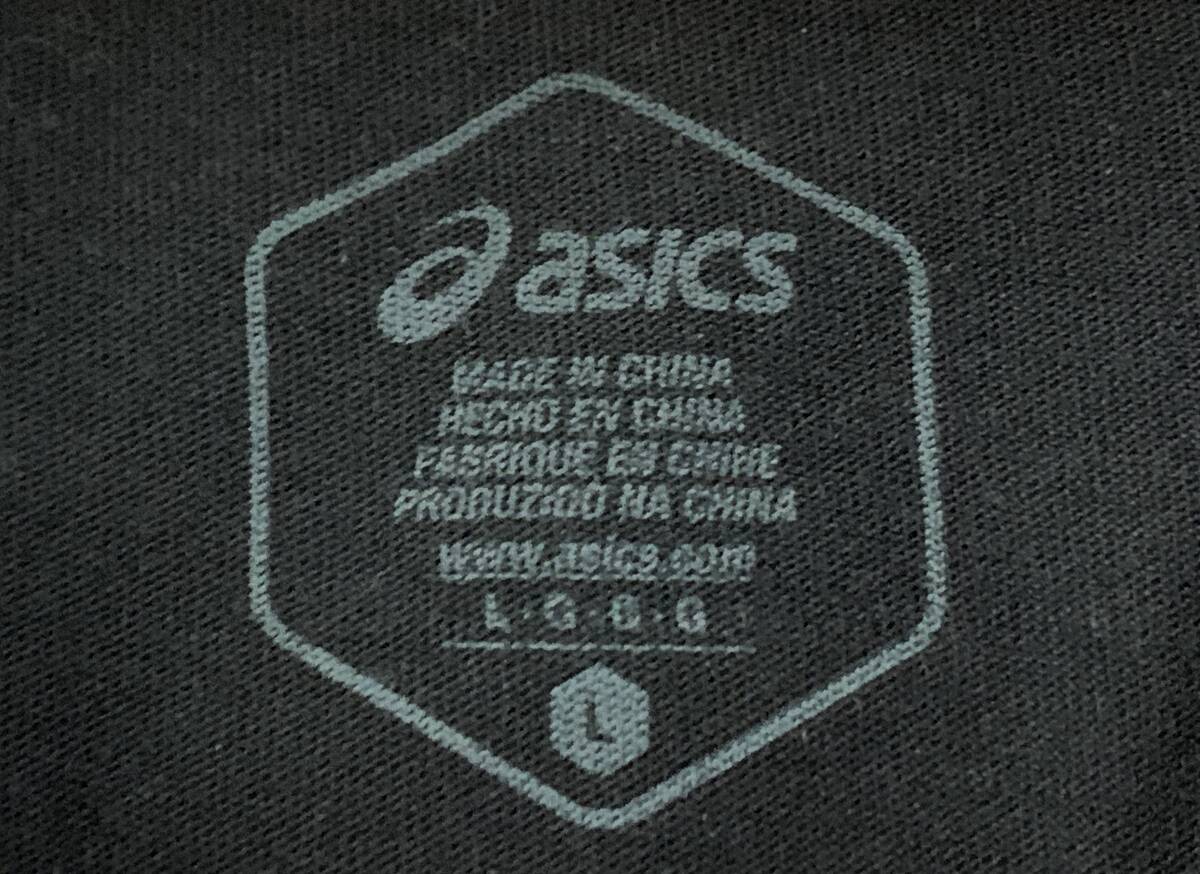 asics
MADE IN CHINA
HECHO EN CHINA
FABRIQUE EN CHINE
PRODUZIDO NA CHINA
www.asics.com
L·G·G·G
L